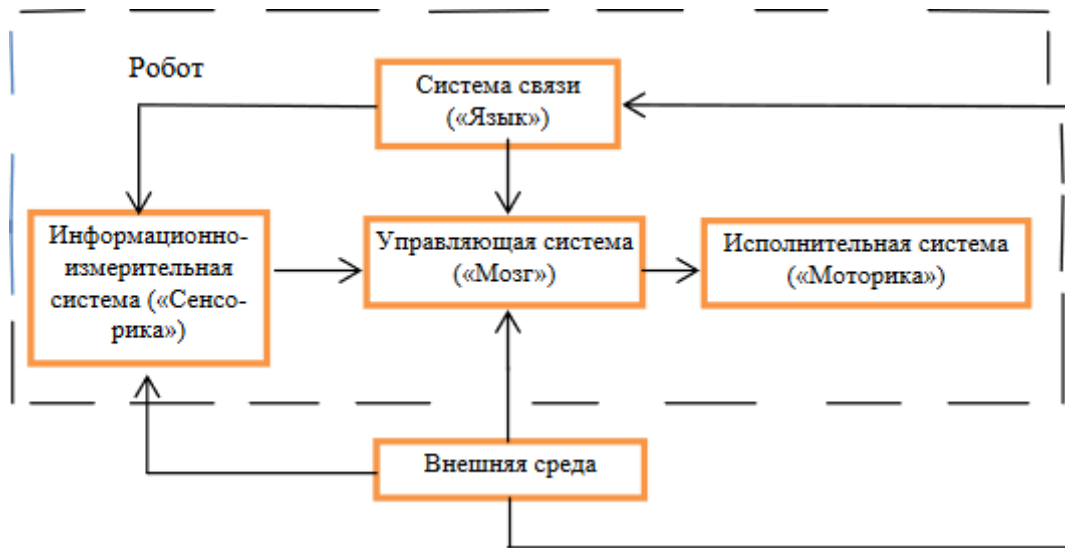 Робот
Система связи
(«Язык»)
Информационно-
измерительная
система («Сенсо-
рика»)
Управляющая система
(«Мозг»)
Исполнительная система
(«Моторика»)
Внешняя среда